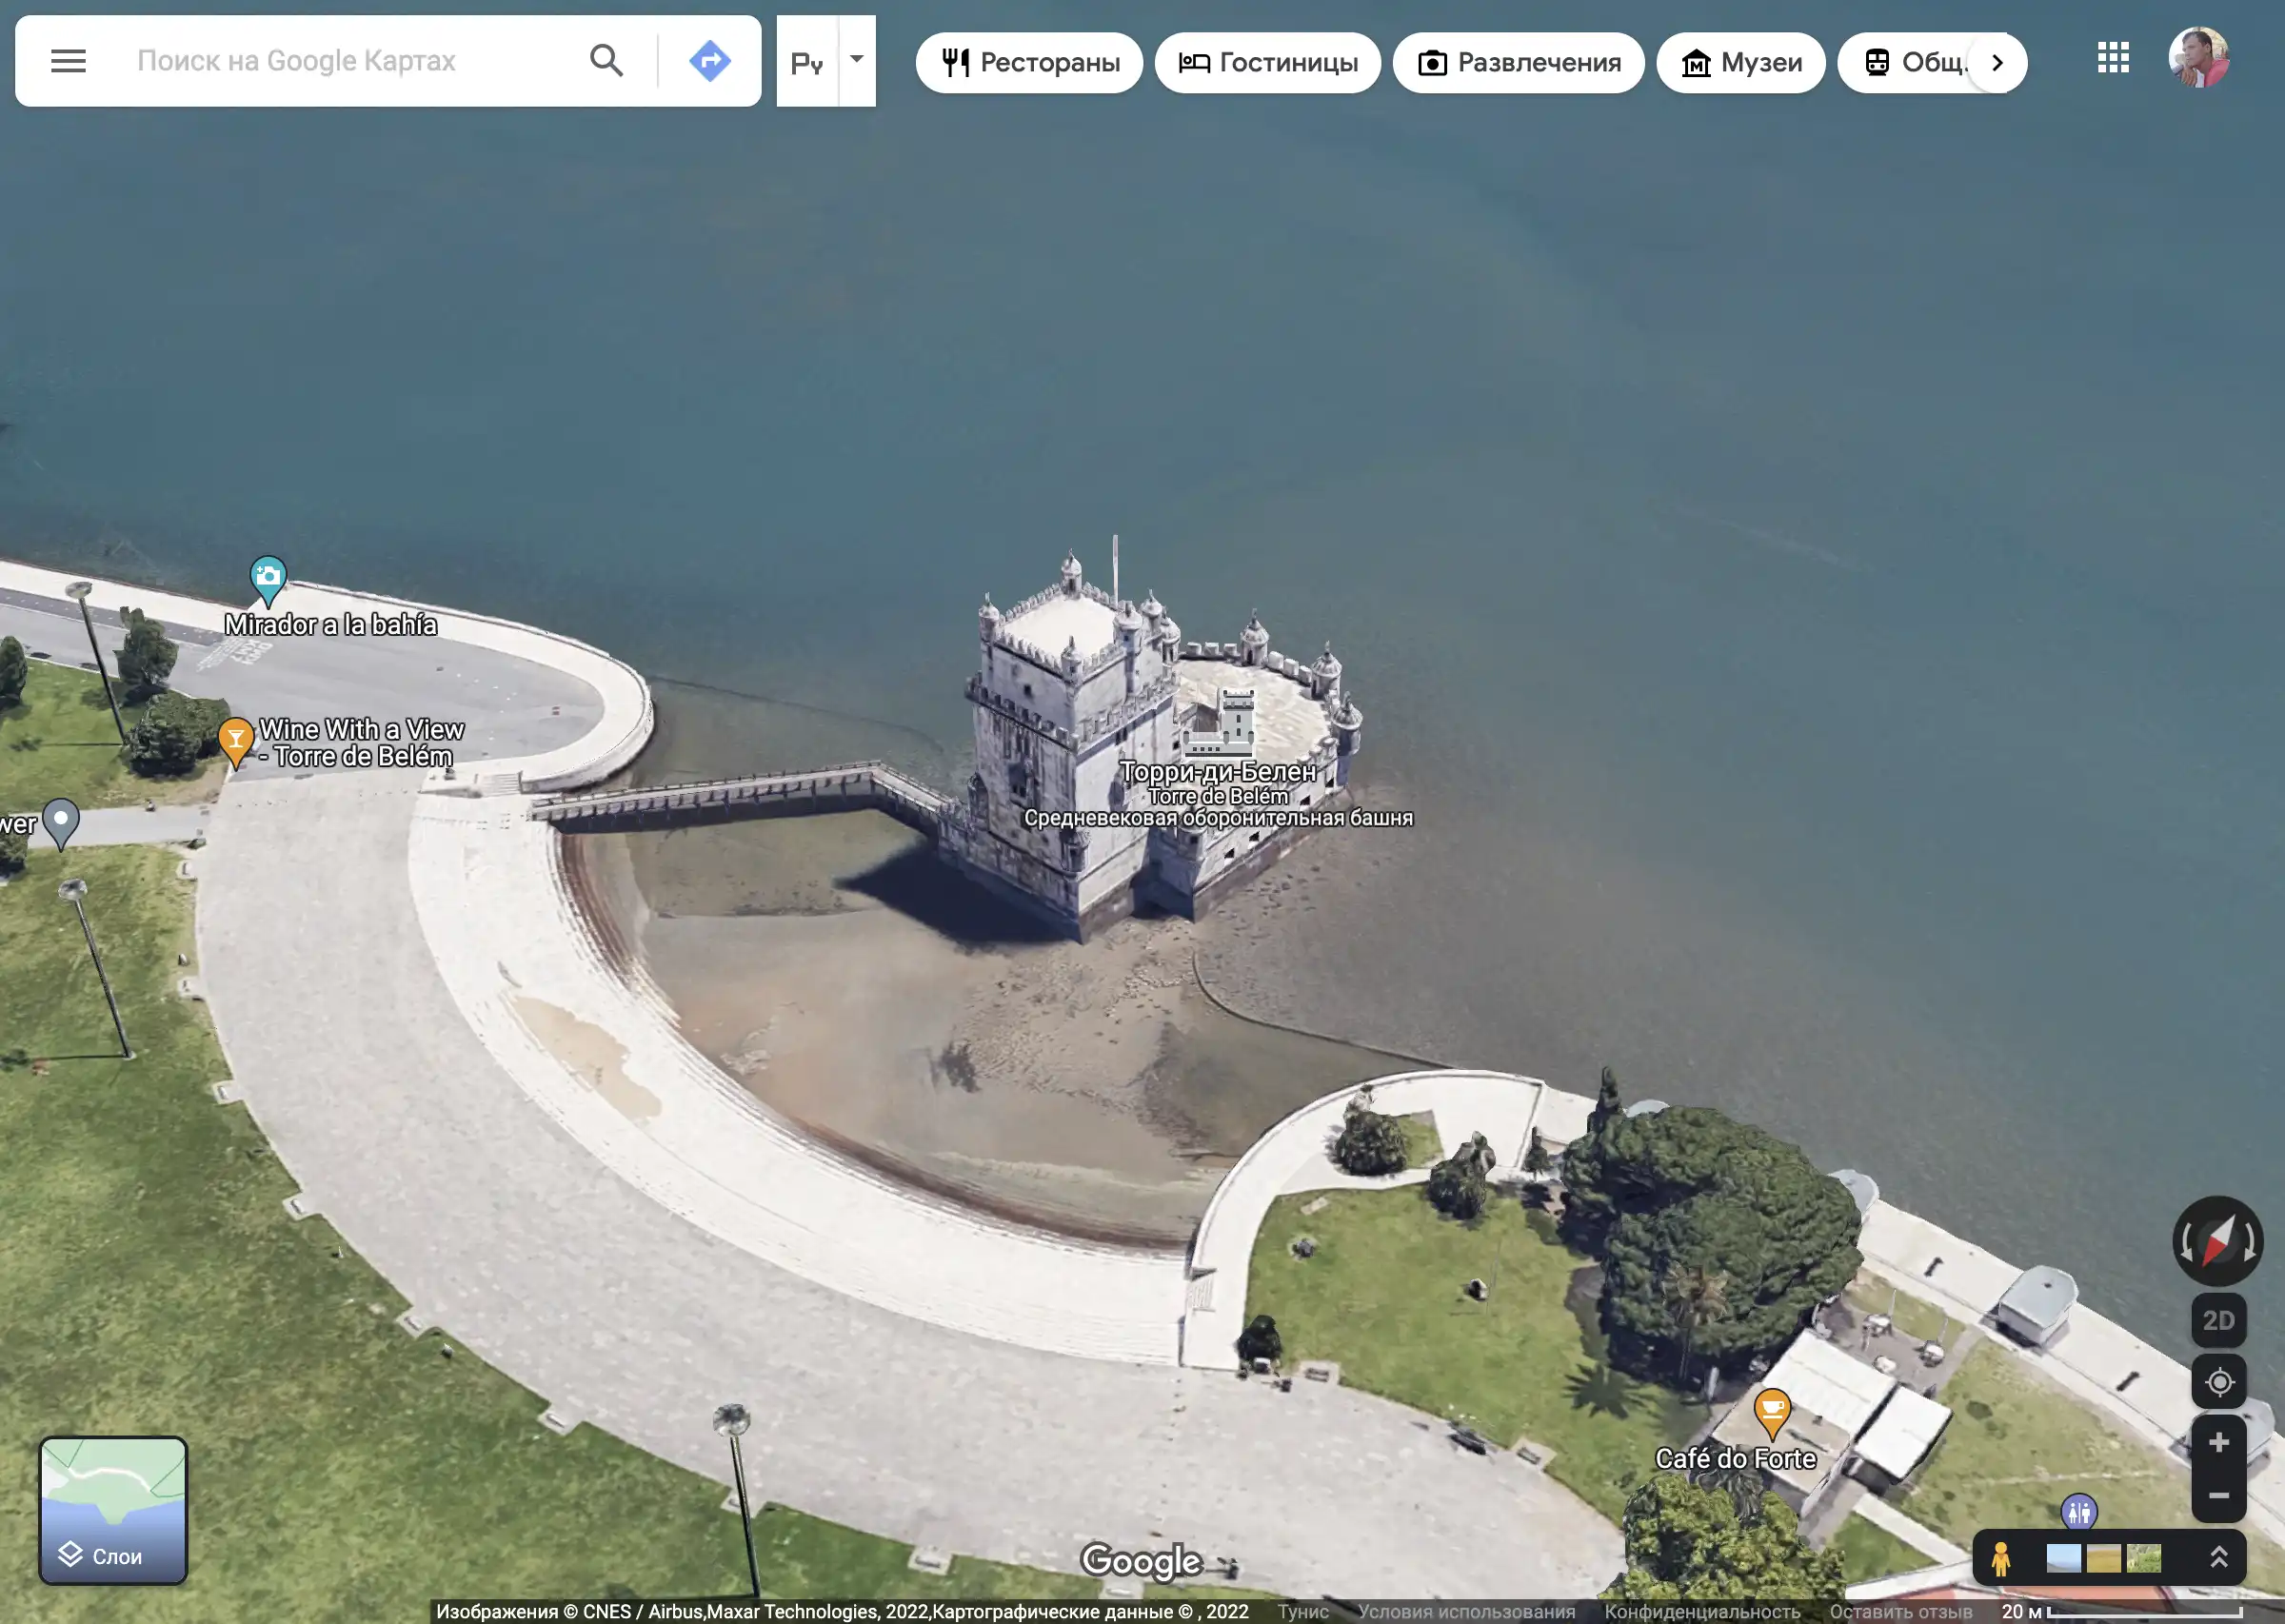 Поиск на Google Картах
Ру
Рестораны
Гостиницы
Развлечения
Музеи
Общ.
Mirador a la bahía
Wine With a View
- Torre de Belém
wer
Торри-ди-Белен
Torre de Belém
Средневековая оборонительная башня
2D
Café do Forte
Слои
Google
Изображения © CNES / Airbus,Maxar Technologies, 2022,Картографические данные © , 2022 Тунис Условия использования Конфиденциальность Оставить отзыв 20 м